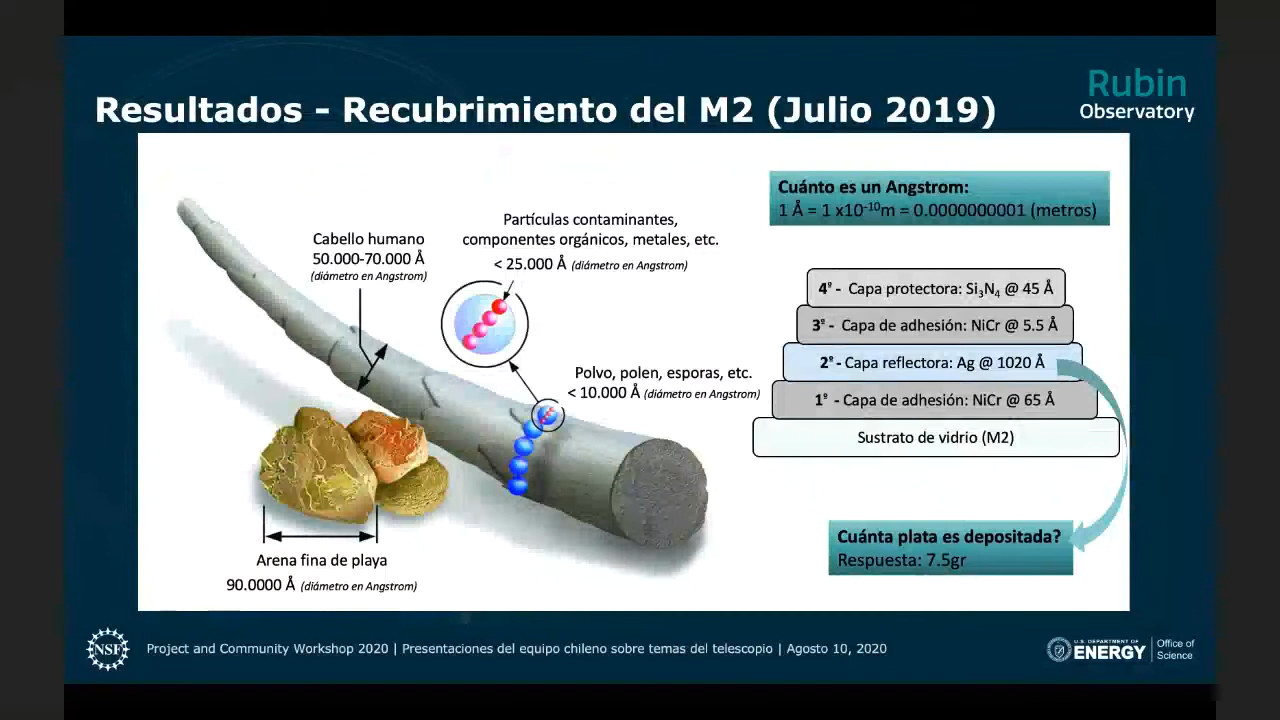 Rubin
Observatory
Resultados - Recubrimiento del M2 (Julio 2019)
Cuánto es un Angstrom:
1 Å = 1 x10⁻¹⁰m = 0.0000000001 (metros)
Partículas contaminantes,
componentes orgánicos, metales, etc.
< 25.000 Å (diámetro en Angstrom)
Cabello humano
50.000-70.000 Å
(diámetro en Angstrom)
4º - Capa protectora: Si₃N₄ @ 45 Å
3º - Capa de adhesión: NiCr @ 5.5 Å
2º - Capa reflectora: Ag @ 1020 Å
1º - Capa de adhesión: NiCr @ 65 Å
Sustrato de vidrio (M2)
Polvo, polen, esporas, etc.
< 10.000 Å (diámetro en Angstrom)
Arena fina de playa
90.0000 Å (diámetro en Angstrom)
Cuánta plata es depositada?
Respuesta: 7.5gr
NSF
Project and Community Workshop 2020 | Presentaciones del equipo chileno sobre temas del telescopio | Agosto 10, 2020
U.S. DEPARTMENT OF
ENERGY
Office of
Science